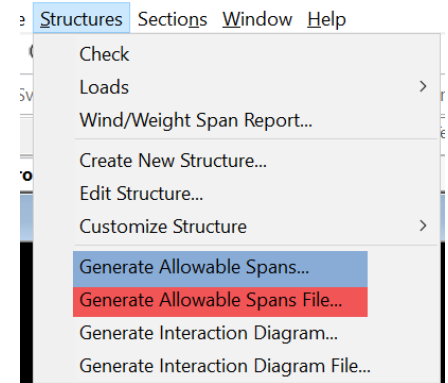 Structures Sections Window Help
Check
Loads
Wind/Weight Span Report...
Create New Structure...
Edit Structure...
Customize Structure
Generate Allowable Spans...
Generate Allowable Spans File...
Generate Interaction Diagram...
Generate Interaction Diagram File...